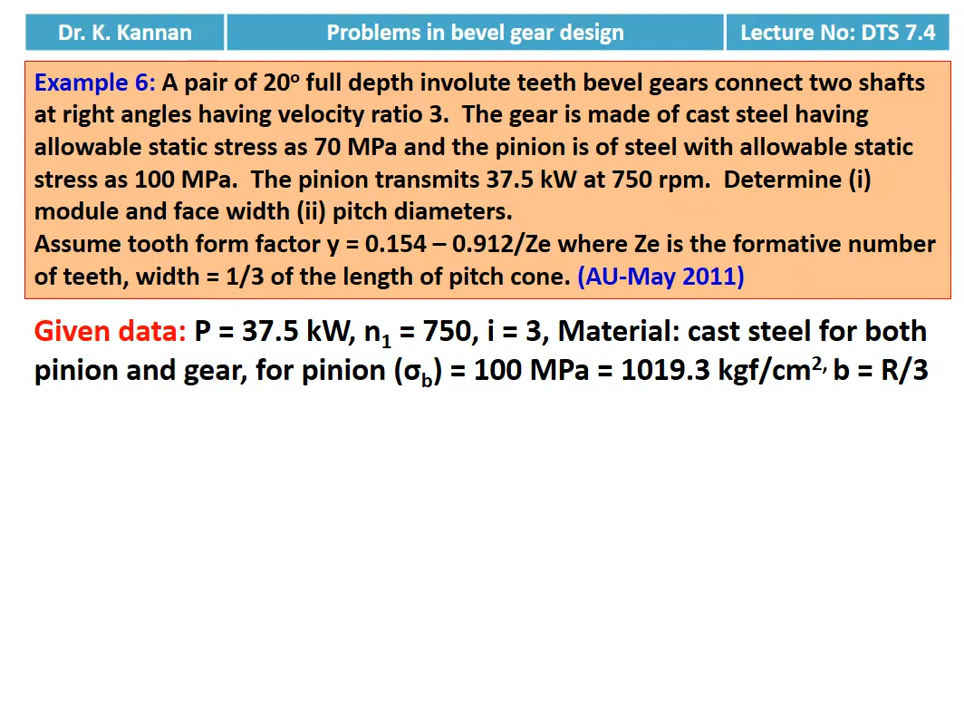 Dr. K. Kannan
Problems in bevel gear design
Lecture No: DTS 7.4
Example 6: A pair of 20° full depth involute teeth bevel gears connect two shafts
at right angles having velocity ratio 3. The gear is made of cast steel having
allowable static stress as 70 MPa and the pinion is of steel with allowable static
stress as 100 MPa. The pinion transmits 37.5 kW at 750 rpm. Determine (i)
module and face width (ii) pitch diameters.
Assume tooth form factor y = 0.154 – 0.912/Ze where Ze is the formative number
of teeth, width = 1/3 of the length of pitch cone. (AU-May 2011)
Given data: P = 37.5 kW, n₁ = 750, i = 3, Material: cast steel for both
pinion and gear, for pinion (σb) = 100 MPa = 1019.3 kgf/cm², b = R/3